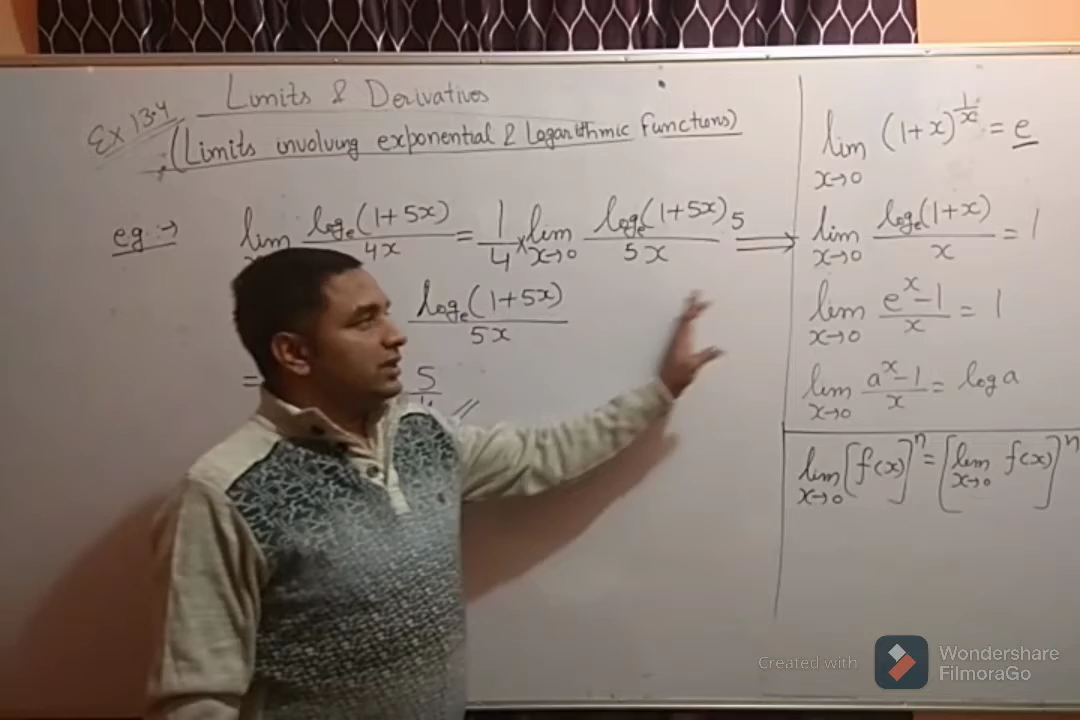 Limits & Derivatives
Ex 13.4
(Limits involving exponential & Logarithmic Functions)
eg :→ lim logₑ(1+5x)/4x = 1/4 × lim x→0 logₑ(1+5x)/5x 5 ⟹
logₑ(1+5x)/5x
= 5
lim x→0 (1+x)^(1/x) = e
lim x→0 logₑ(1+x)/x = 1
lim x→0 (eˣ-1)/x = 1
lim x→0 (aˣ-1)/x = log a
lim x→0 [f(x)]ⁿ = [lim x→0 f(x)]ⁿ
Created with Wondershare FilmoraGo